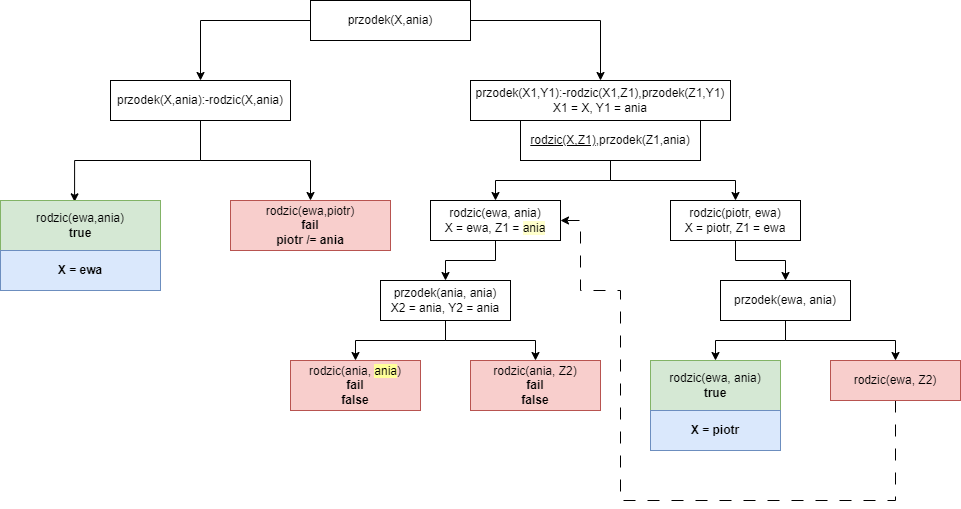 przodek(X,ania)
przodek(X,ania):-rodzic(X,ania)
przodek(X1,Y1):-rodzic(X1,Z1),przodek(Z1,Y1)
X1 = X, Y1 = ania
rodzic(X,Z1),przodek(Z1,ania)
rodzic(ewa,ania)
true
X = ewa
rodzic(ewa,piotr)
fail
piotr /= ania
rodzic(ewa, ania)
X = ewa, Z1 = ania
rodzic(piotr, ewa)
X = piotr, Z1 = ewa
przodek(ania, ania)
X2 = ania, Y2 = ania
przodek(ewa, ania)
rodzic(ania, ania)
fail
false
rodzic(ania, Z2)
fail
false
rodzic(ewa, ania)
true
X = piotr
rodzic(ewa, Z2)